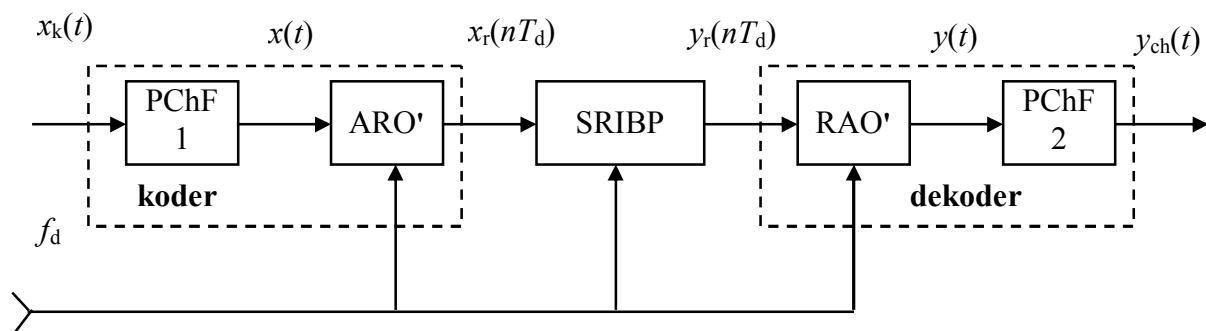 xk(t)
x(t)
xr(nTd)
yr(nTd)
y(t)
ych(t)
PChF
1
ARO'
SRIBP
RAO'
PChF
2
koder
dekoder
fd